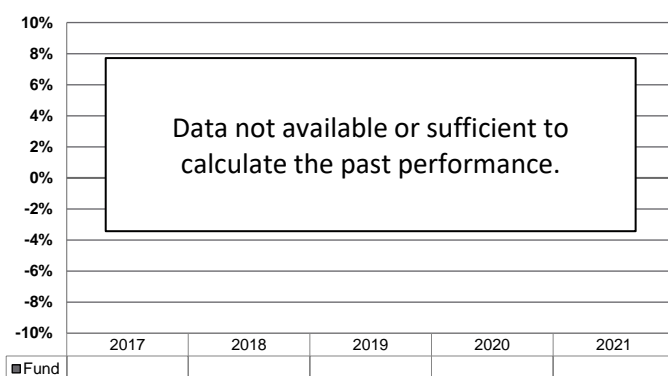 10%
8%
6%
4%
2%
0%
-2%
-4%
-6%
-8%
-10%
Data not available or sufficient to
calculate the past performance.
2017 2018 2019 2020 2021
Fund